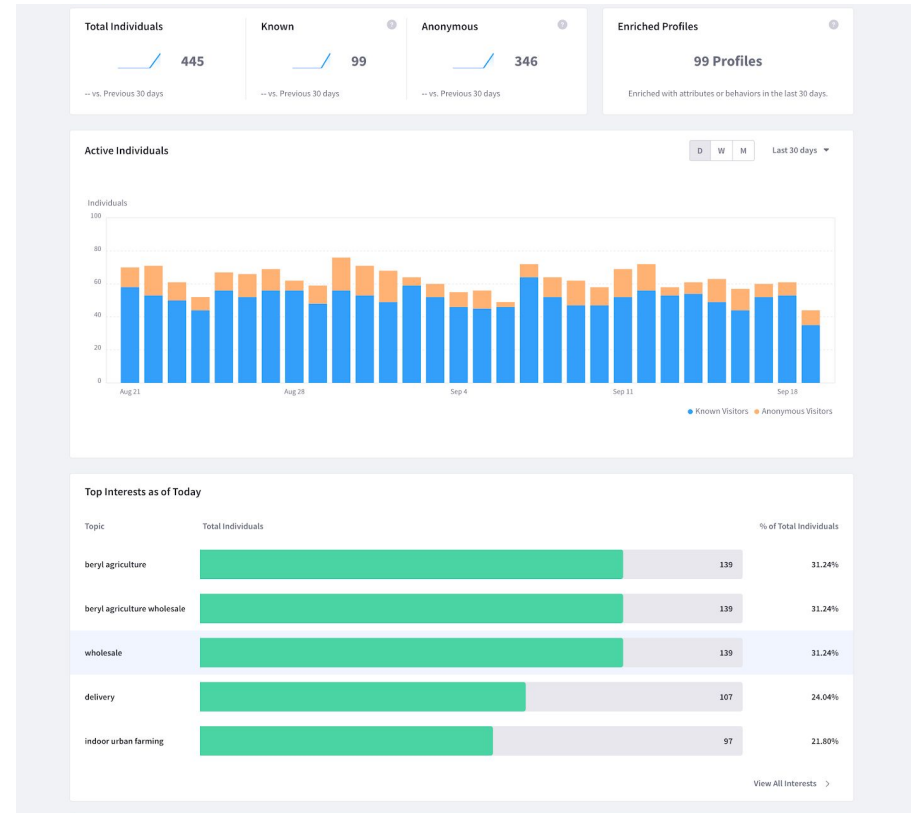 Total Individuals
445
-- vs. Previous 30 days
Known
?
99
-- vs. Previous 30 days
Anonymous
?
346
-- vs. Previous 30 days
Enriched Profiles
?
99 Profiles
Enriched with attributes or behaviors in the last 30 days.
Active Individuals
D W M
Last 30 days
Individuals
100
80
60
40
20
0
Aug 21 Aug 28 Sep 4 Sep 11 Sep 18
Known Visitors Anonymous Visitors
Top Interests as of Today
Topic Total Individuals % of Total Individuals
beryl agriculture 139 31.24%
beryl agriculture wholesale 139 31.24%
wholesale 139 31.24%
delivery 107 24.04%
indoor urban farming 97 21.80%
View All Interests >